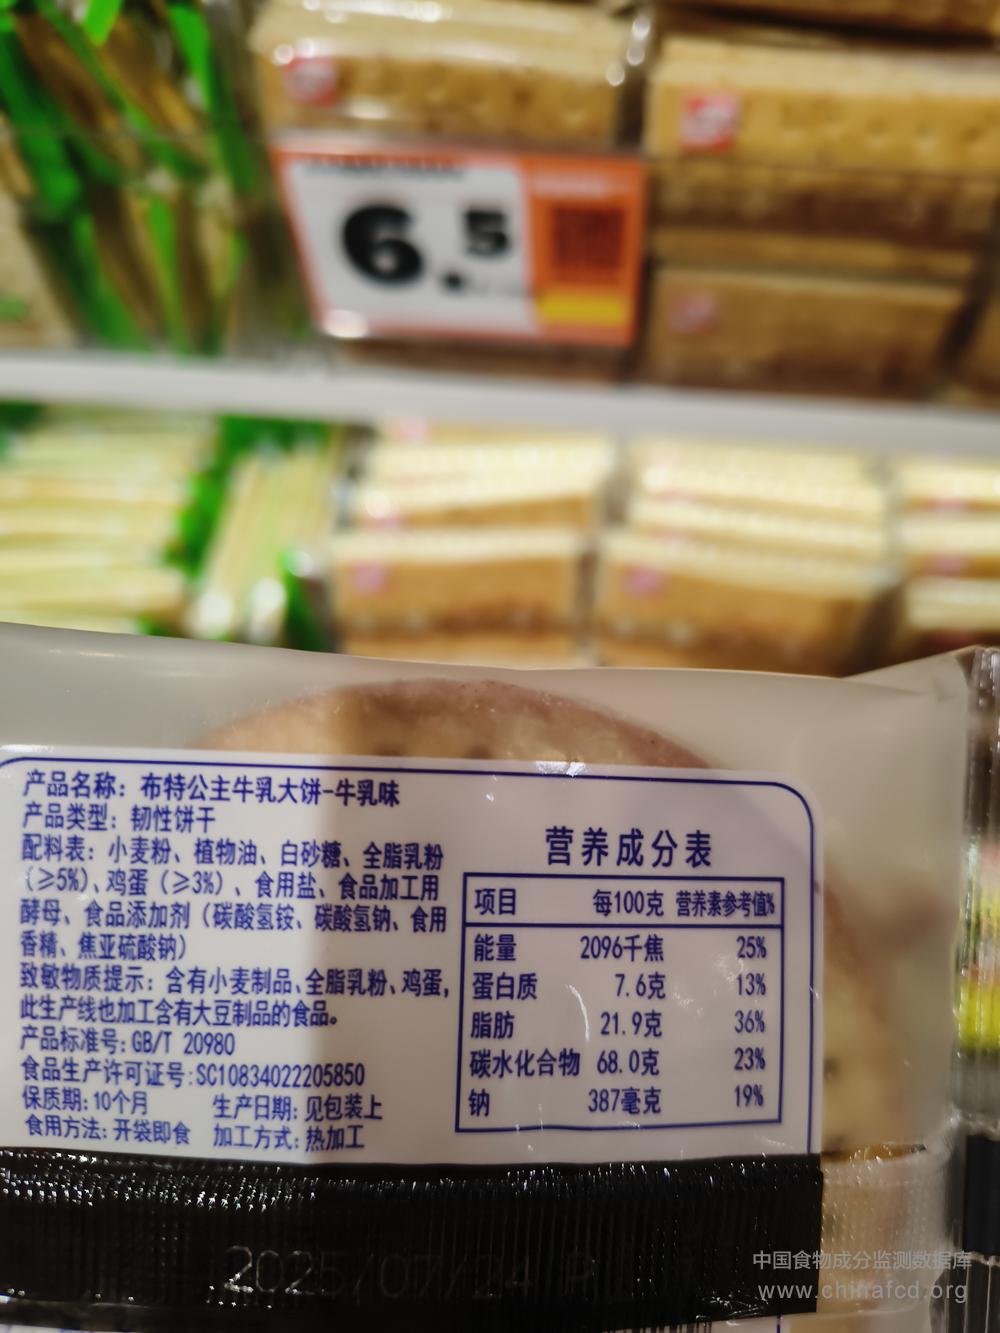 6.5
产品名称：布特公主牛乳大饼-牛乳味
产品类型：韧性饼干
配料表：小麦粉、植物油、白砂糖、全脂乳粉
（≥5%）、鸡蛋（≥3%）、食用盐、食品加工用
酵母、食品添加剂（碳酸氢铵、碳酸氢钠、食用
香精、焦亚硫酸钠）
致敏物质提示：含有小麦制品、全脂乳粉、鸡蛋，
此生产线也加工含有大豆制品的食品。
产品标准号：GB/T 20980
食品生产许可证号：SC10834022205850
保质期：10个月 生产日期：见包装上
食用方法：开袋即食 加工方式：热加工
营养成分表
项目 每100克 营养素参考值%
能量 2096千焦 25%
蛋白质 7.6克 13%
脂肪 21.9克 36%
碳水化合物 68.0克 23%
钠 387毫克 19%
2025/07/24
中国食物成分监测数据库
www.chinafcd.org